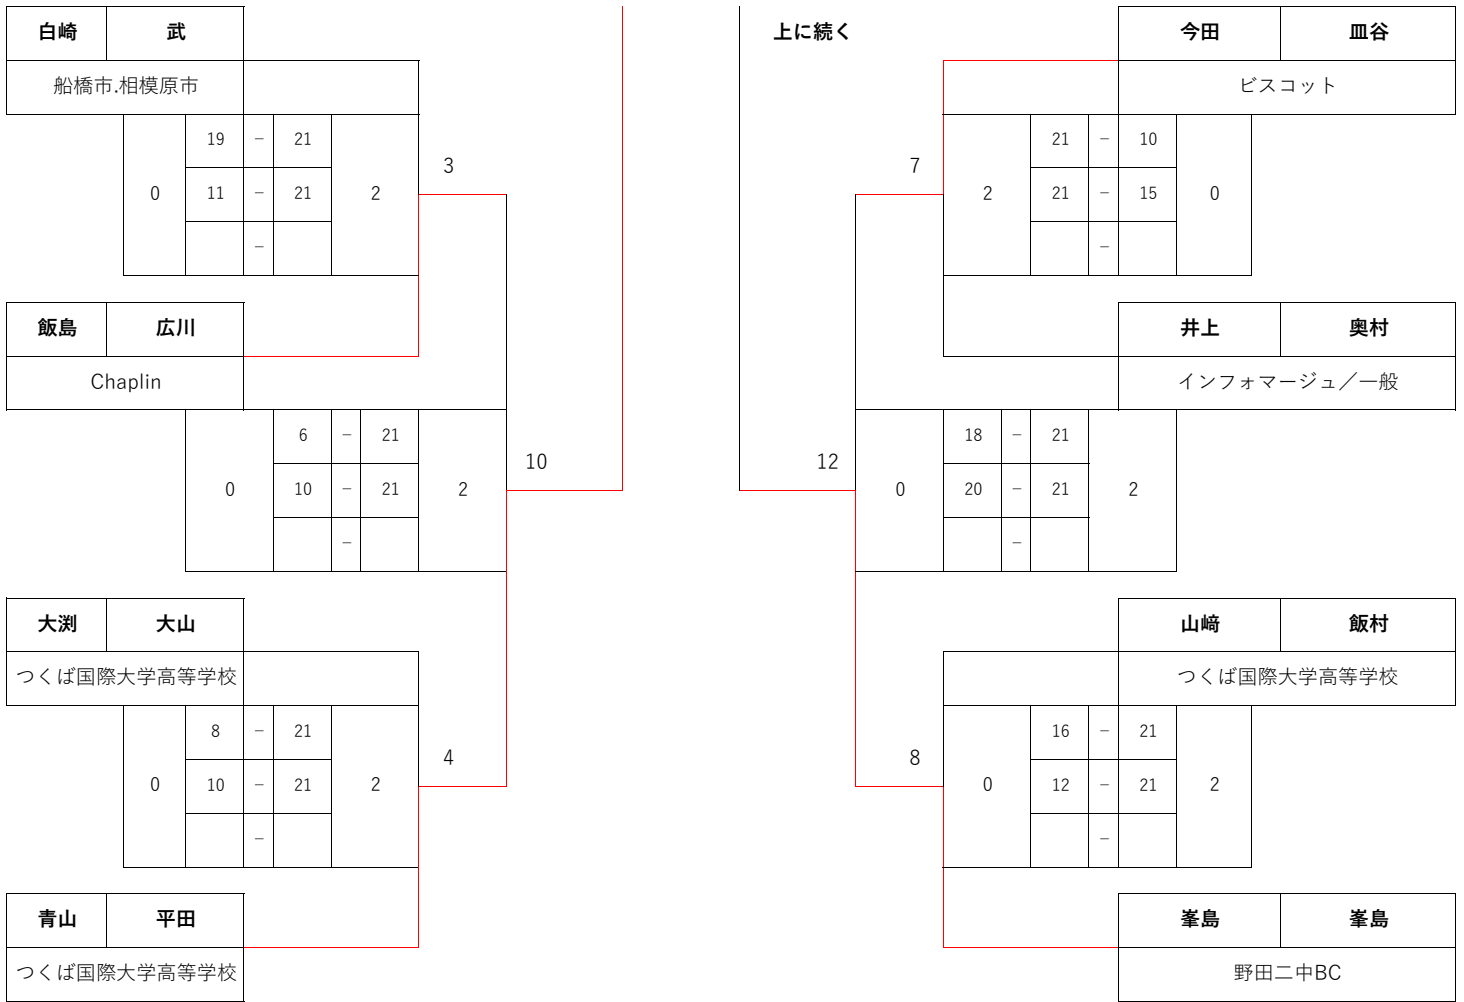 白崎 武 上に続く 今田 皿谷
船橋市.相模原市 ビスコット
19 － 21 21 － 10
3 7
0 11 － 21 2 2 21 － 15 0
－ －
飯島 広川 井上 奥村
Chaplin インフォマージュ／一般
6 － 21 18 － 21
10 12
0 10 － 21 2 0 20 － 21 2
－ －
大渕 大山 山﨑 飯村
つくば国際大学高等学校 つくば国際大学高等学校
8 － 21 16 － 21
4 8
0 10 － 21 2 0 12 － 21 2
－ －
青山 平田 峯島 峯島
つくば国際大学高等学校 野田二中BC